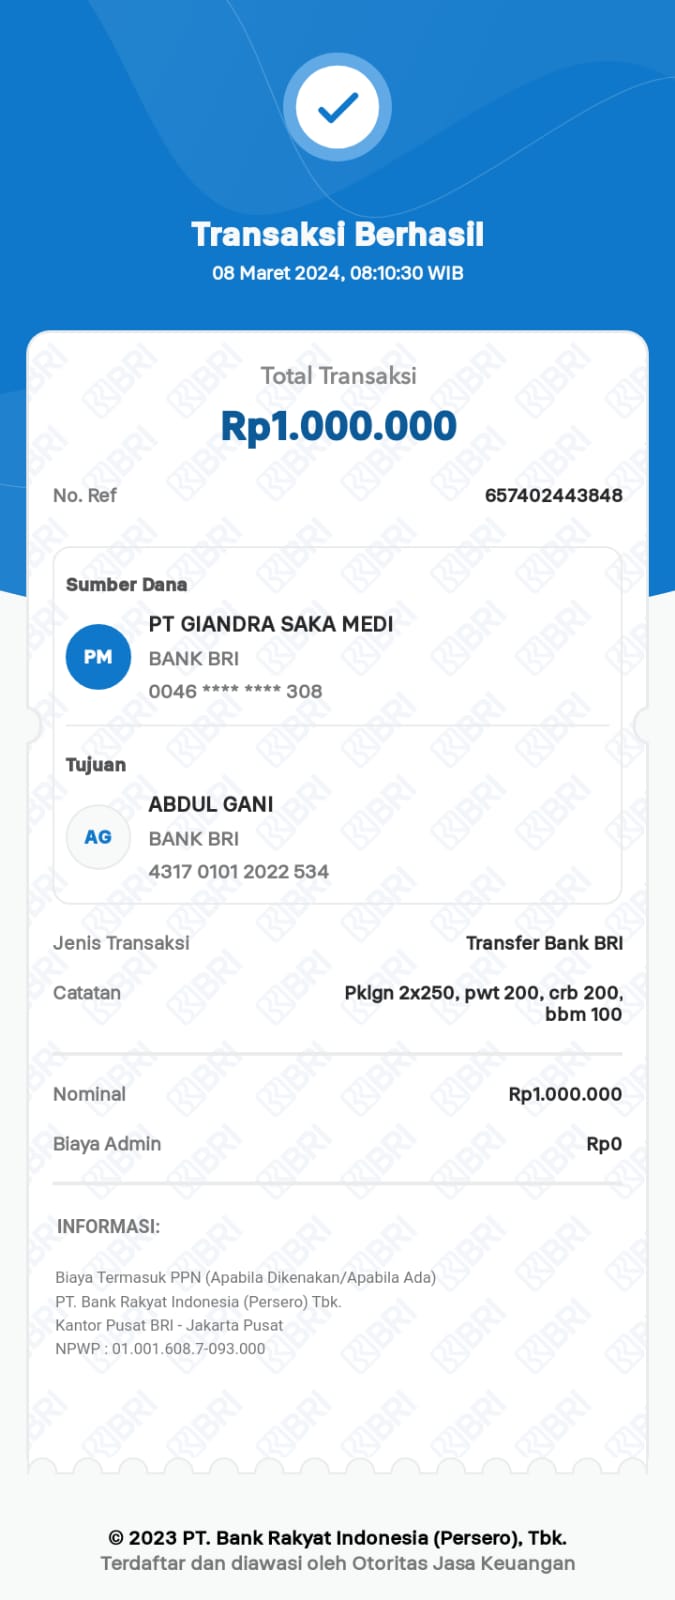 Transaksi Berhasil
08 Maret 2024, 08:10:30 WIB
Total Transaksi
Rp1.000.000
No. Ref 657402443848
Sumber Dana
PM
PT GIANDRA SAKA MEDI
BANK BRI
0046 **** **** 308
Tujuan
AG
ABDUL GANI
BANK BRI
4317 0101 2022 534
Jenis Transaksi Transfer Bank BRI
Catatan Pklgn 2x250, pwt 200, crb 200,
bbm 100
Nominal Rp1.000.000
Biaya Admin Rp0
INFORMASI:
Biaya Termasuk PPN (Apabila Dikenakan/Apabila Ada)
PT. Bank Rakyat Indonesia (Persero) Tbk.
Kantor Pusat BRI - Jakarta Pusat
NPWP : 01.001.608.7-093.000
© 2023 PT. Bank Rakyat Indonesia (Persero), Tbk.
Terdaftar dan diawasi oleh Otoritas Jasa Keuangan